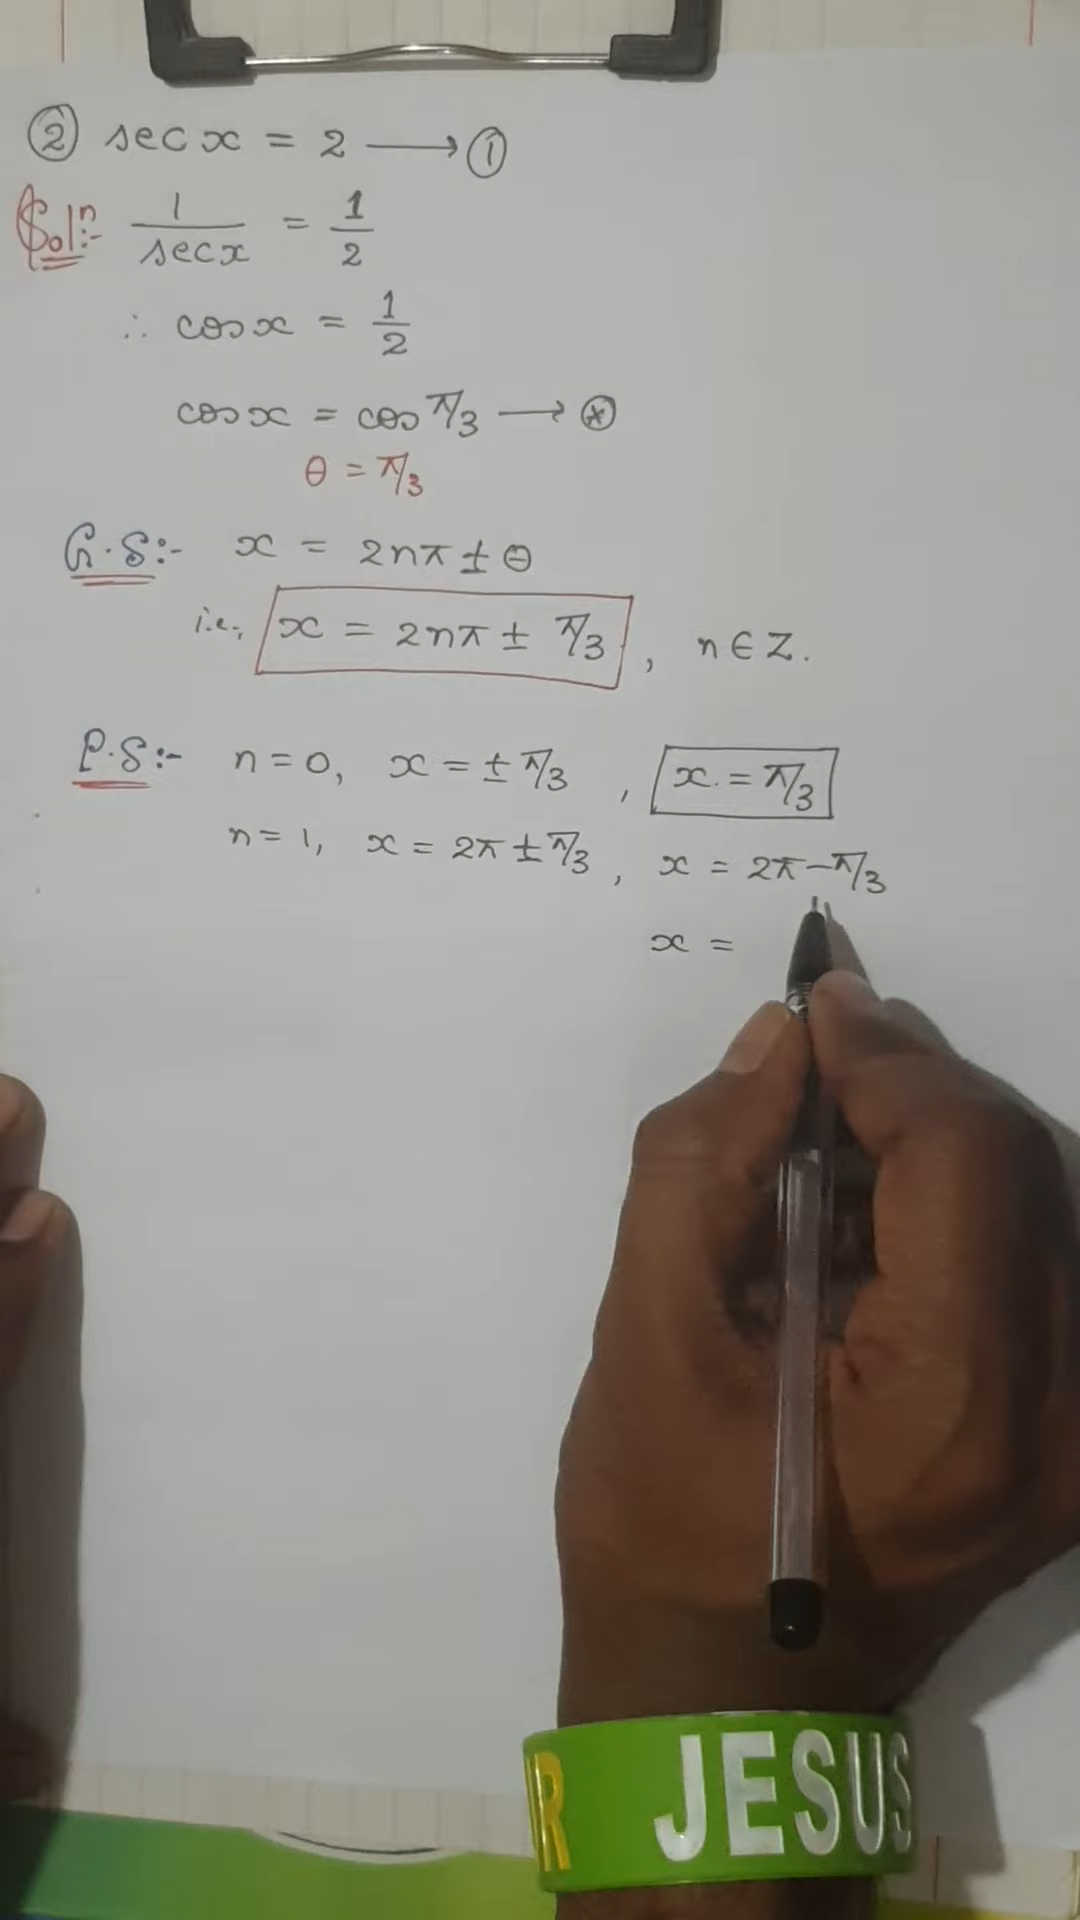 ② sec x = 2 ⟶ ①
Solⁿ:- 1/sec x = 1/2
∴ cos x = 1/2
cos x = cos π/3 ⟶ ⊛
θ = π/3
G.S:- x = 2nπ ± θ
i.e., x = 2nπ ± π/3, n ∈ Z.
P.S:- n = 0, x = ± π/3, x = π/3
n = 1, x = 2π ± π/3, x = 2π - π/3
x =
R JESUS